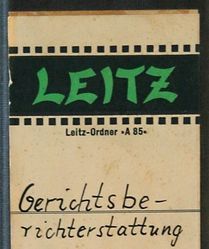 LEITZ
Leitz-Ordner »A 85«
Gerichtsbe-
richterstattung